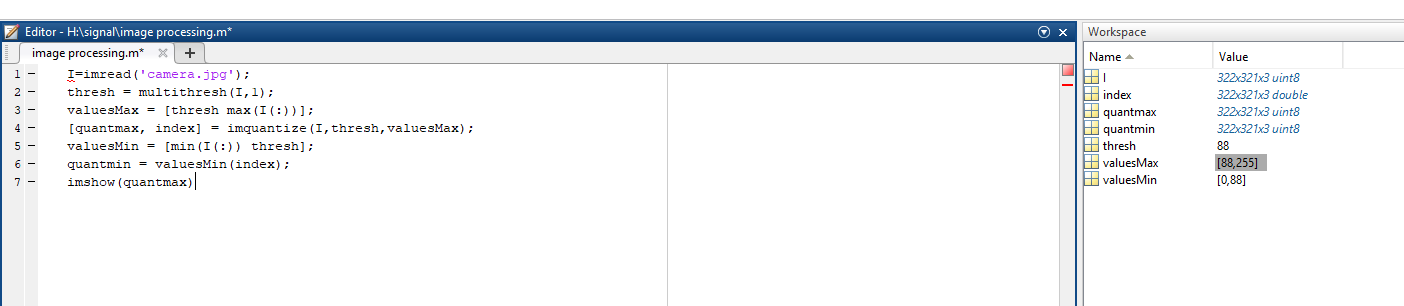 Editor - H:\signal\image processing.m*
image processing.m*
1 - I=imread('camera.jpg');
2 - thresh = multithresh(I,1);
3 - valuesMax = [thresh max(I(:))];
4 - [quantmax, index] = imquantize(I,thresh,valuesMax);
5 - valuesMin = [min(I(:)) thresh];
6 - quantmin = valuesMin(index);
7 - imshow(quantmax)
Workspace
Name Value
I 322x321x3 uint8
index 322x321x3 double
quantmax 322x321x3 uint8
quantmin 322x321x3 uint8
thresh 88
valuesMax [88,255]
valuesMin [0,88]